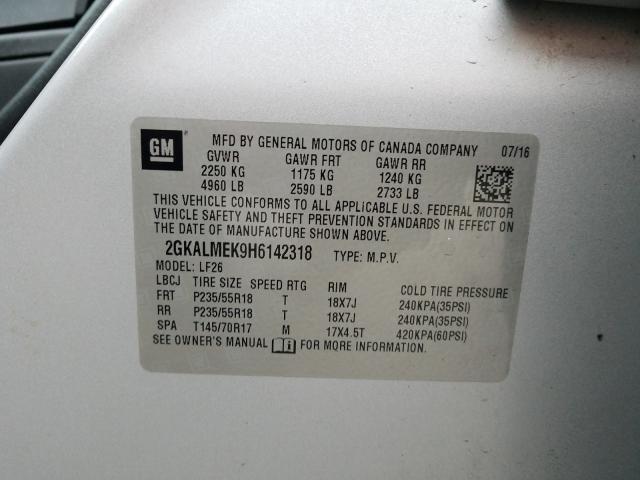 GM
MFD BY GENERAL MOTORS OF CANADA COMPANY 07/16
GVWR GAWR FRT GAWR RR
2250 KG 1175 KG 1240 KG
4960 LB 2590 LB 2733 LB
THIS VEHICLE CONFORMS TO ALL APPLICABLE U.S. FEDERAL MOTOR
VEHICLE SAFETY AND THEFT PREVENTION STANDARDS IN EFFECT ON
THE DATE OF MANUFACTURE SHOWN ABOVE.
2GKALMEK9H6142318 TYPE: M.P.V.
MODEL: LF26
LBCJ TIRE SIZE SPEED RTG RIM COLD TIRE PRESSURE
FRT P235/55R18 T 18X7J 240KPA(35PSI)
RR P235/55R18 T 18X7J 240KPA(35PSI)
SPA T145/70R17 M 17X4.5T 420KPA(60PSI)
SEE OWNER'S MANUAL FOR MORE INFORMATION.